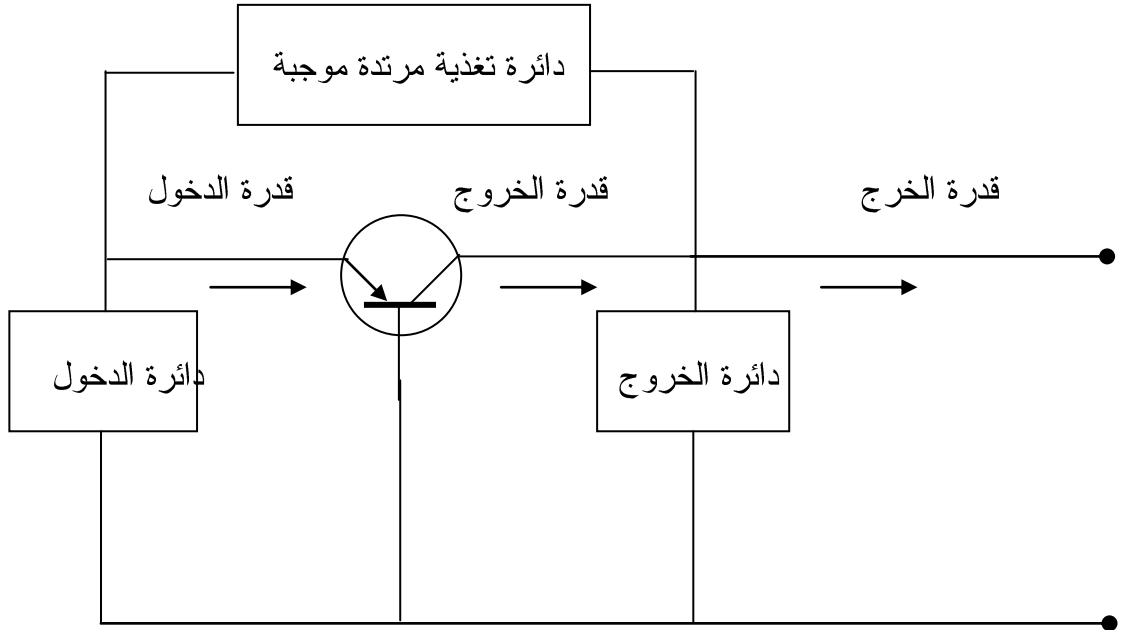 دائرة تغذية مرتدة موجبة
قدرة الدخول
قدرة الخروج
قدرة الخرج
دائرة الدخول
دائرة الخروج